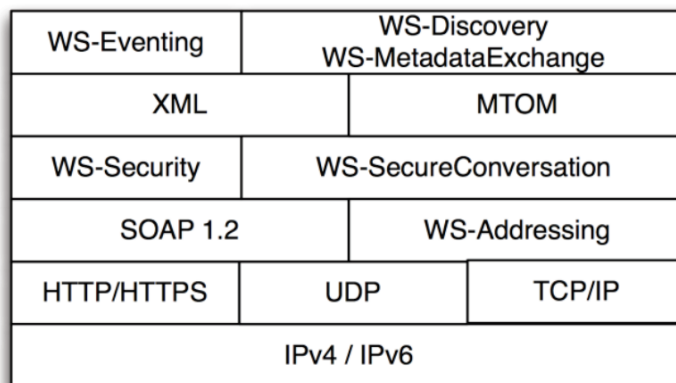 WS-Eventing
WS-Discovery
WS-MetadataExchange
XML
MTOM
WS-Security
WS-SecureConversation
SOAP 1.2
WS-Addressing
HTTP/HTTPS
UDP
TCP/IP
IPv4 / IPv6